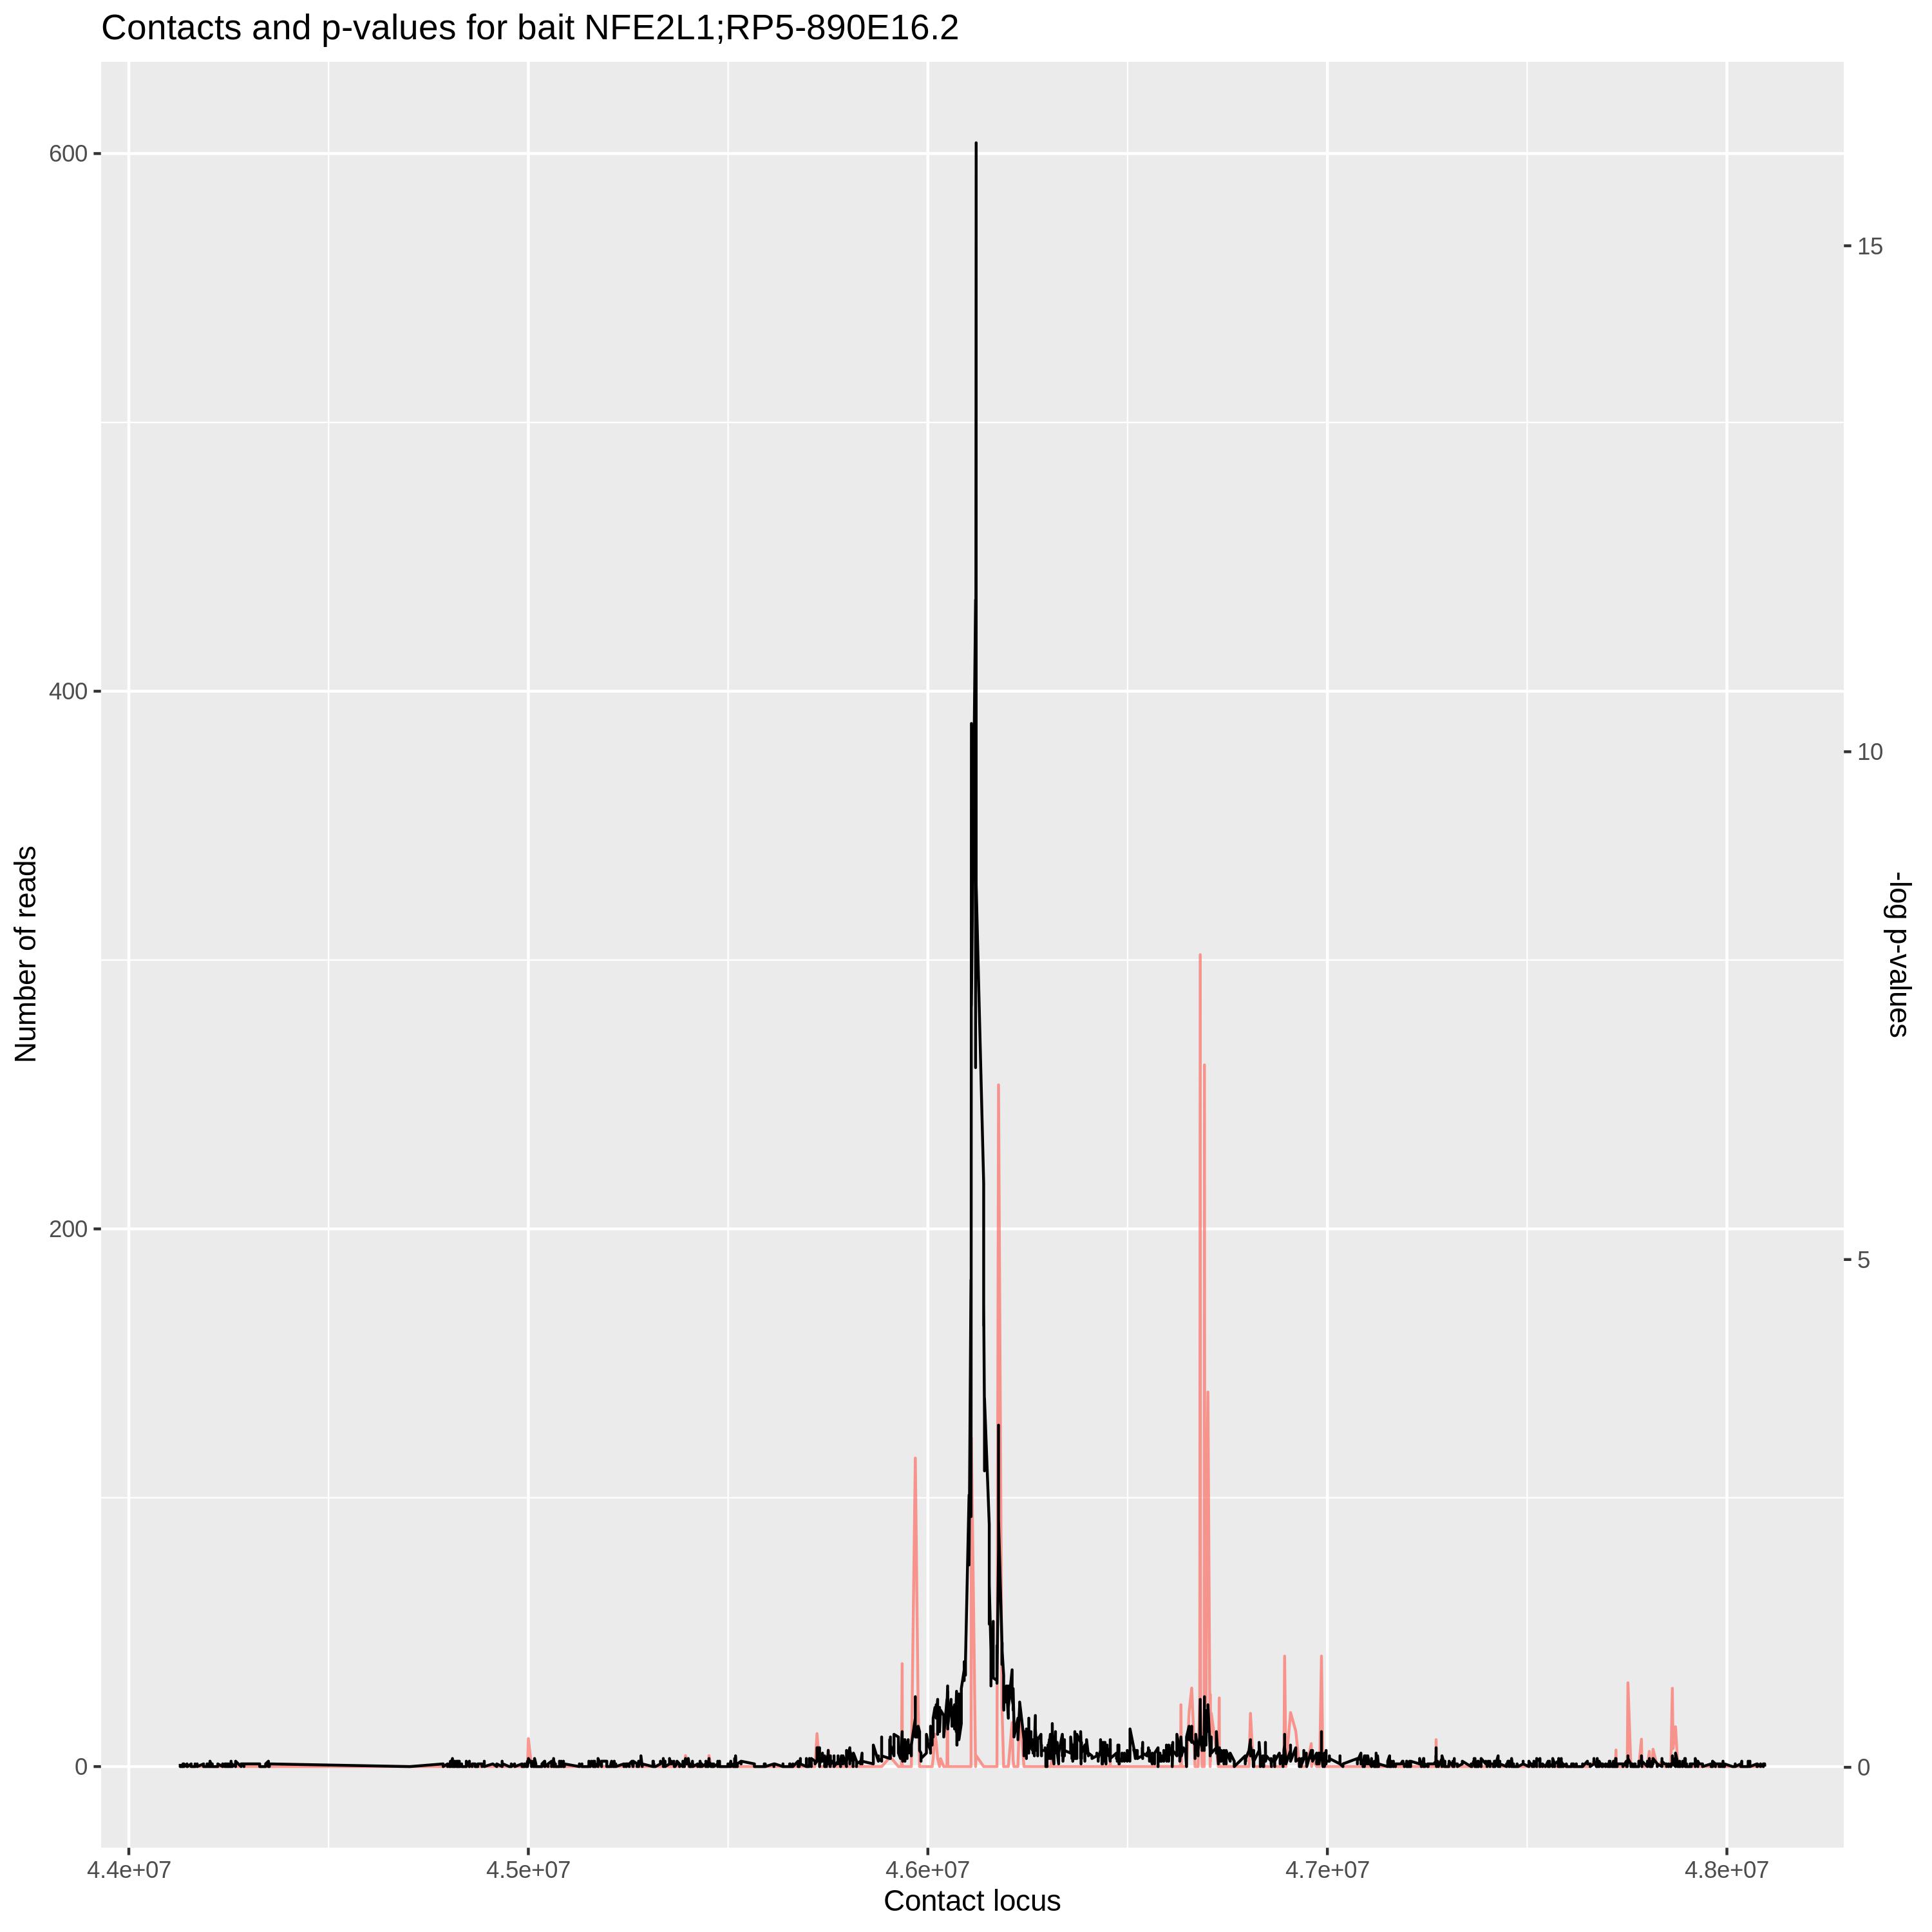 Contacts and p-values for bait NFE2L1;RP5-890E16.2
600
400
200
0
Number of reads
15
10
5
0
-log p-values
4.4e+07
4.5e+07
4.6e+07
4.7e+07
4.8e+07
Contact locus